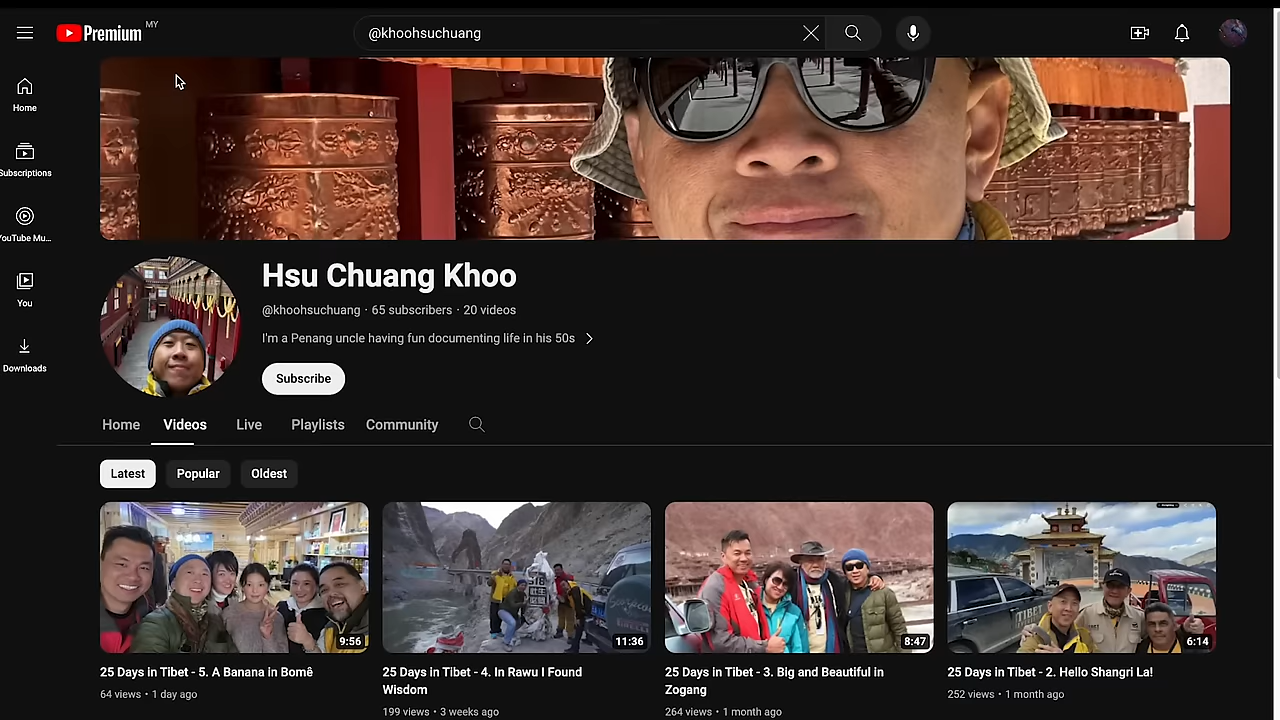 Premium MY
@khoohsuchuang
Home
Subscriptions
YouTube Mu...
You
Downloads
Hsu Chuang Khoo
@khoohsuchuang · 65 subscribers · 20 videos
I'm a Penang uncle having fun documenting life in his 50s
Subscribe
Home Videos Live Playlists Community
Latest Popular Oldest
318
TIBET
9:56 11:36 8:47 6:14
25 Days in Tibet - 5. A Banana in Bomê
64 views · 1 day ago
25 Days in Tibet - 4. In Rawu I Found
Wisdom
199 views · 3 weeks ago
25 Days in Tibet - 3. Big and Beautiful in
Zogang
264 views · 1 month ago
25 Days in Tibet - 2. Hello Shangri La!
252 views · 1 month ago